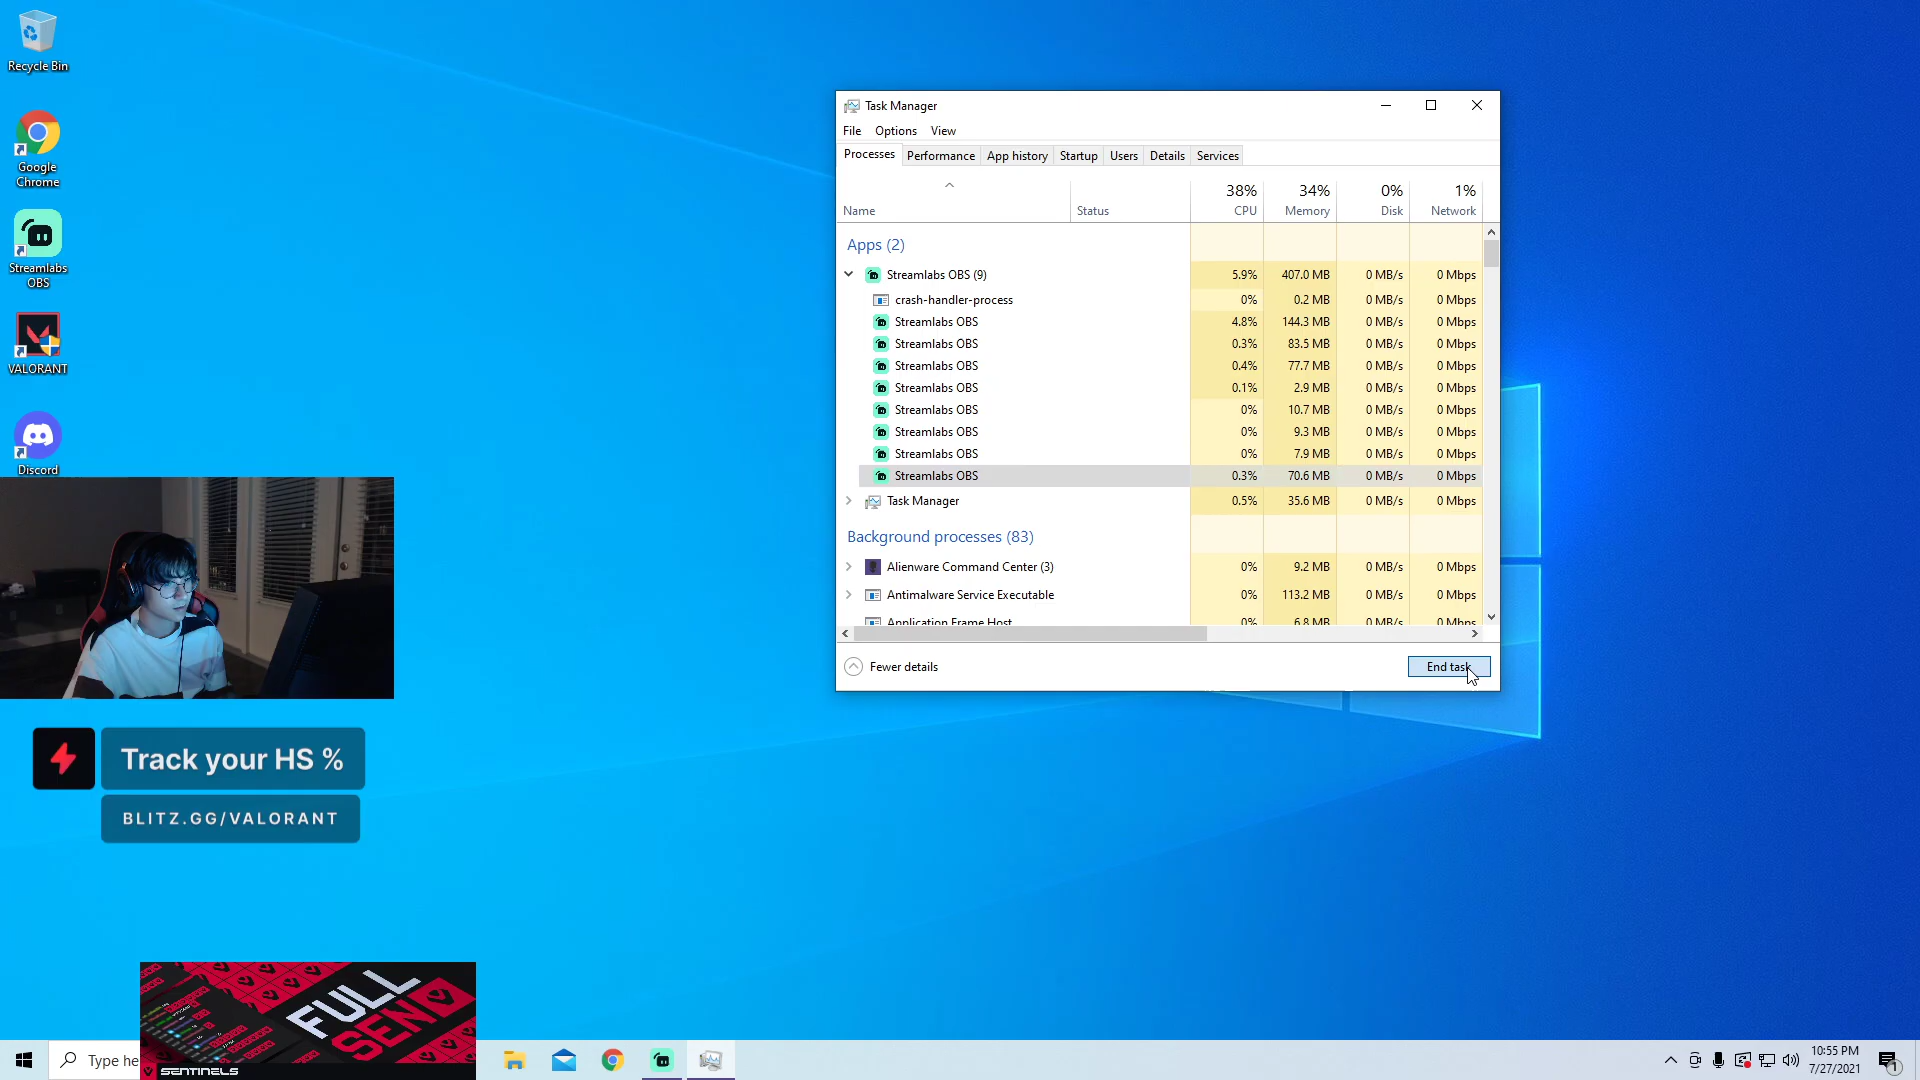 Recycle Bin
Google
Chrome
Streamlabs
OBS
VALORANT
Discord
Track your HS %
BLITZ.GG/VALORANT
FULL
SEN
SENTINELS
Task Manager
File Options View
Processes Performance App history Startup Users Details Services
38% 34% 0% 1%
Name Status CPU Memory Disk Network
Apps (2)
Streamlabs OBS (9) 5.9% 407.0 MB 0 MB/s 0 Mbps
crash-handler-process 0% 0.2 MB 0 MB/s 0 Mbps
Streamlabs OBS 4.8% 144.3 MB 0 MB/s 0 Mbps
Streamlabs OBS 0.3% 83.5 MB 0 MB/s 0 Mbps
Streamlabs OBS 0.4% 77.7 MB 0 MB/s 0 Mbps
Streamlabs OBS 0.1% 2.9 MB 0 MB/s 0 Mbps
Streamlabs OBS 0% 10.7 MB 0 MB/s 0 Mbps
Streamlabs OBS 0% 9.3 MB 0 MB/s 0 Mbps
Streamlabs OBS 0% 7.9 MB 0 MB/s 0 Mbps
Streamlabs OBS 0.3% 70.6 MB 0 MB/s 0 Mbps
Task Manager 0.5% 35.6 MB 0 MB/s 0 Mbps
Background processes (83)
Alienware Command Center (3) 0% 9.2 MB 0 MB/s 0 Mbps
Antimalware Service Executable 0% 113.2 MB 0 MB/s 0 Mbps
Application Frame Host 0% 6.8 MB 0 MB/s 0 Mbps
Fewer details End task
Type he
10:55 PM
7/27/2021
1